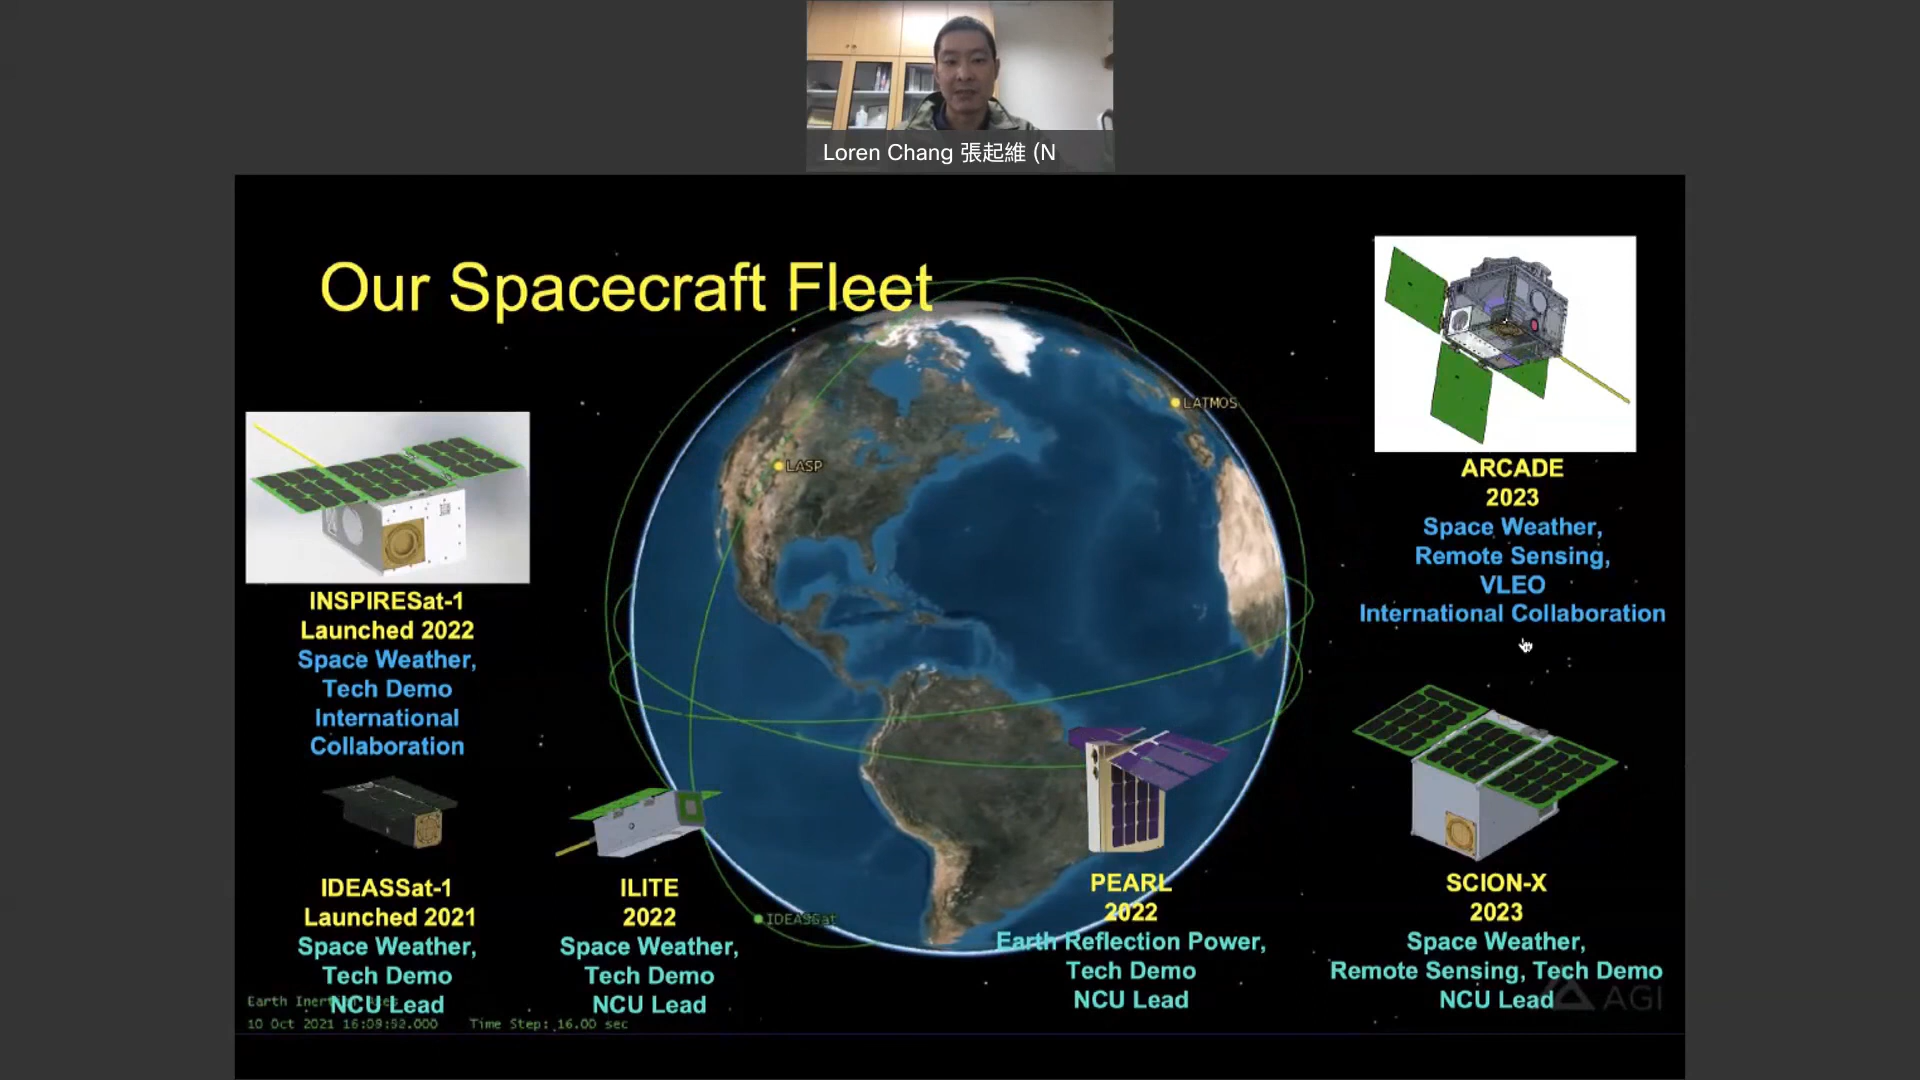 Loren Chang 張起維 (N
Our Spacecraft Fleet
LATMOS
LASP
ARCADE
2023
Space Weather,
Remote Sensing,
VLEO
International Collaboration
INSPIRESat-1
Launched 2022
Space Weather,
Tech Demo
International
Collaboration
IDEASSat-1
Launched 2021
Space Weather,
Tech Demo
NCU Lead
ILITE
2022
Space Weather,
Tech Demo
NCU Lead
IDEASSat
PEARL
2022
Earth Reflection Power,
Tech Demo
NCU Lead
SCION-X
2023
Space Weather,
Remote Sensing, Tech Demo
NCU Lead
AGI
Earth Inertial Axes
10 Oct 2021 16:09:52.000 Time Step: 16.00 sec